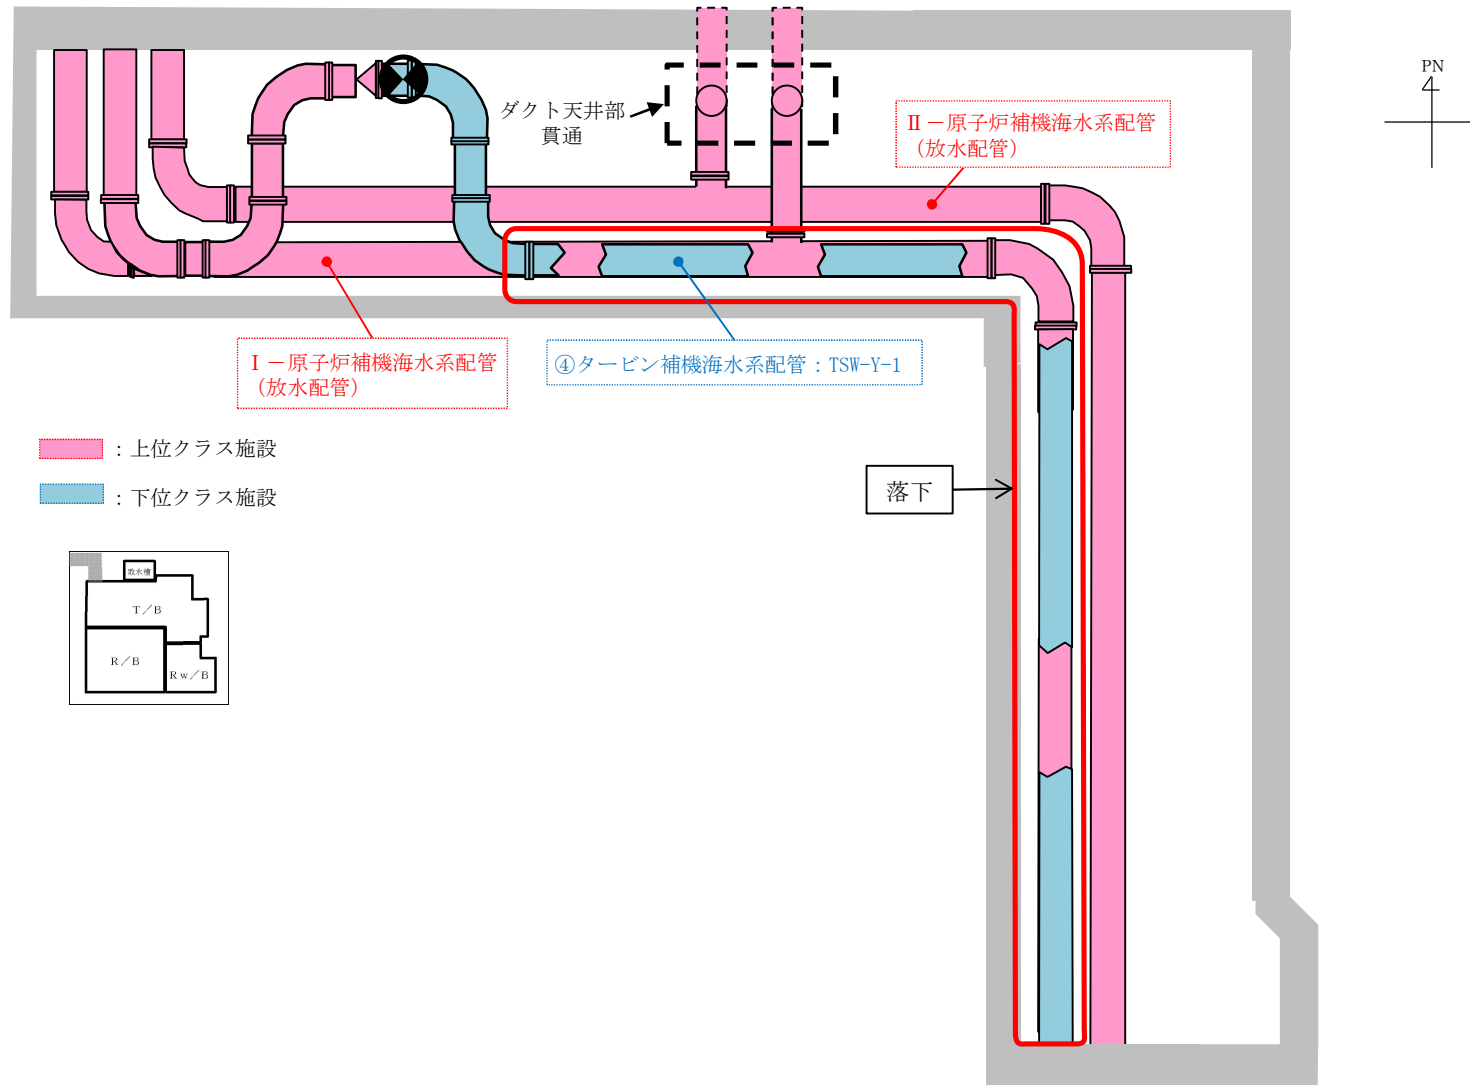 PN
ダクト天井部
貫通
Ⅱ－原子炉補機海水系配管
（放水配管）
Ⅰ－原子炉補機海水系配管
（放水配管）
④タービン補機海水系配管：TSW-Y-1
：上位クラス施設
：下位クラス施設
落下
放水槽
T／B
R／B
Rw／B